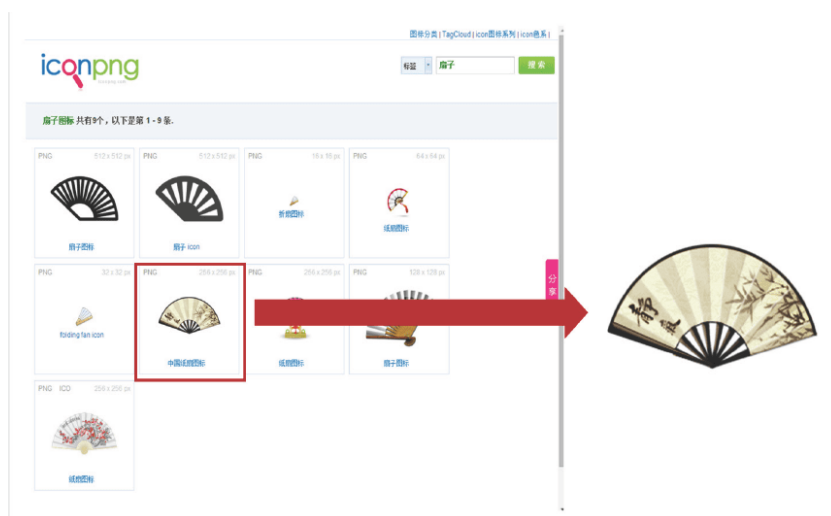 图标分类 | TagCloud | icon图标系列 | icon色系 |
iconpng
标签 扇子 搜索
扇子图标 共有9个，以下是第 1 - 9 条.
PNG 512 x 512 px PNG 512 x 512 px PNG 16 x 16 px PNG 64 x 64 px
折扇图标
纸扇图标
扇子图标 扇子 icon
PNG 32 x 32 px PNG 256 x 256 px PNG 256 x 256 px PNG 128 x 128 px
分享
folding fan icon
中国纸扇图标 纸扇图标 扇子图标
PNG ICO 256 x 256 px
纸扇图标
靜氣